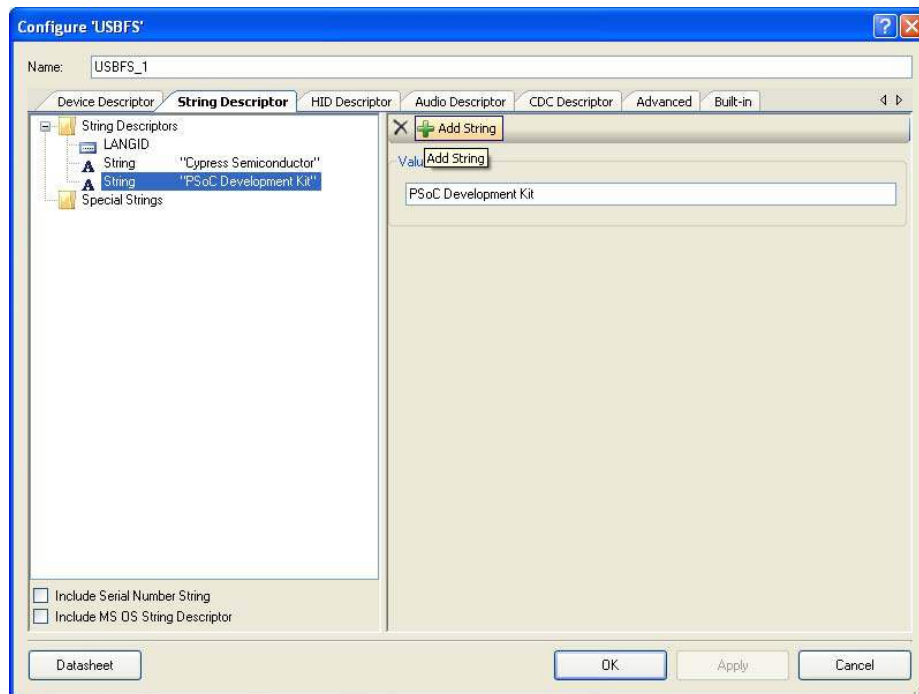 Configure 'USBFS'
Name: USBFS_1
Device Descriptor String Descriptor HID Descriptor Audio Descriptor CDC Descriptor Advanced Built-in
String Descriptors
LANGID
String "Cypress Semiconductor"
String "PSoC Development Kit"
Special Strings
Add String
Valu
Add String
PSoC Development Kit
Include Serial Number String
Include MS OS String Descriptor
Datasheet OK Apply Cancel